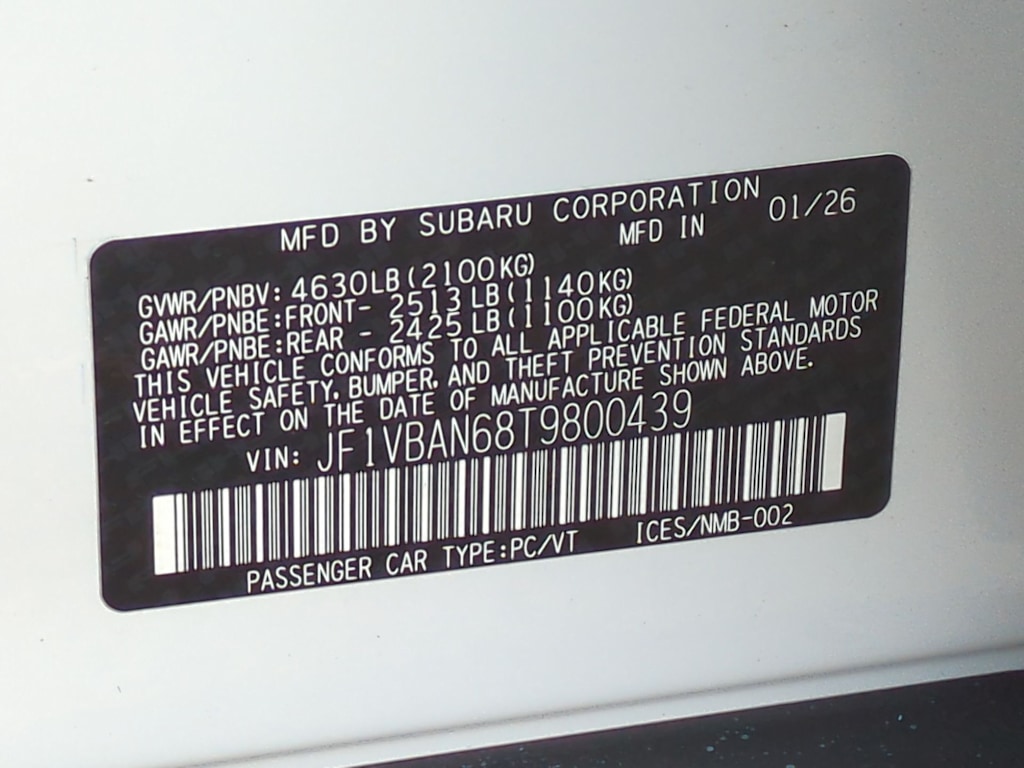 MFD BY SUBARU CORPORATION
MFD IN 01/26
GVWR/PNBV: 4630LB(2100KG)
GAWR/PNBE:FRONT- 2513 LB(1140KG)
GAWR/PNBE:REAR - 2425 LB(1100KG)
THIS VEHICLE CONFORMS TO ALL APPLICABLE FEDERAL MOTOR
VEHICLE SAFETY, BUMPER, AND THEFT PREVENTION STANDARDS
IN EFFECT ON THE DATE OF MANUFACTURE SHOWN ABOVE.
VIN: JF1VBAN68T9800439
PASSENGER CAR TYPE:PC/VT ICES/NMB-002